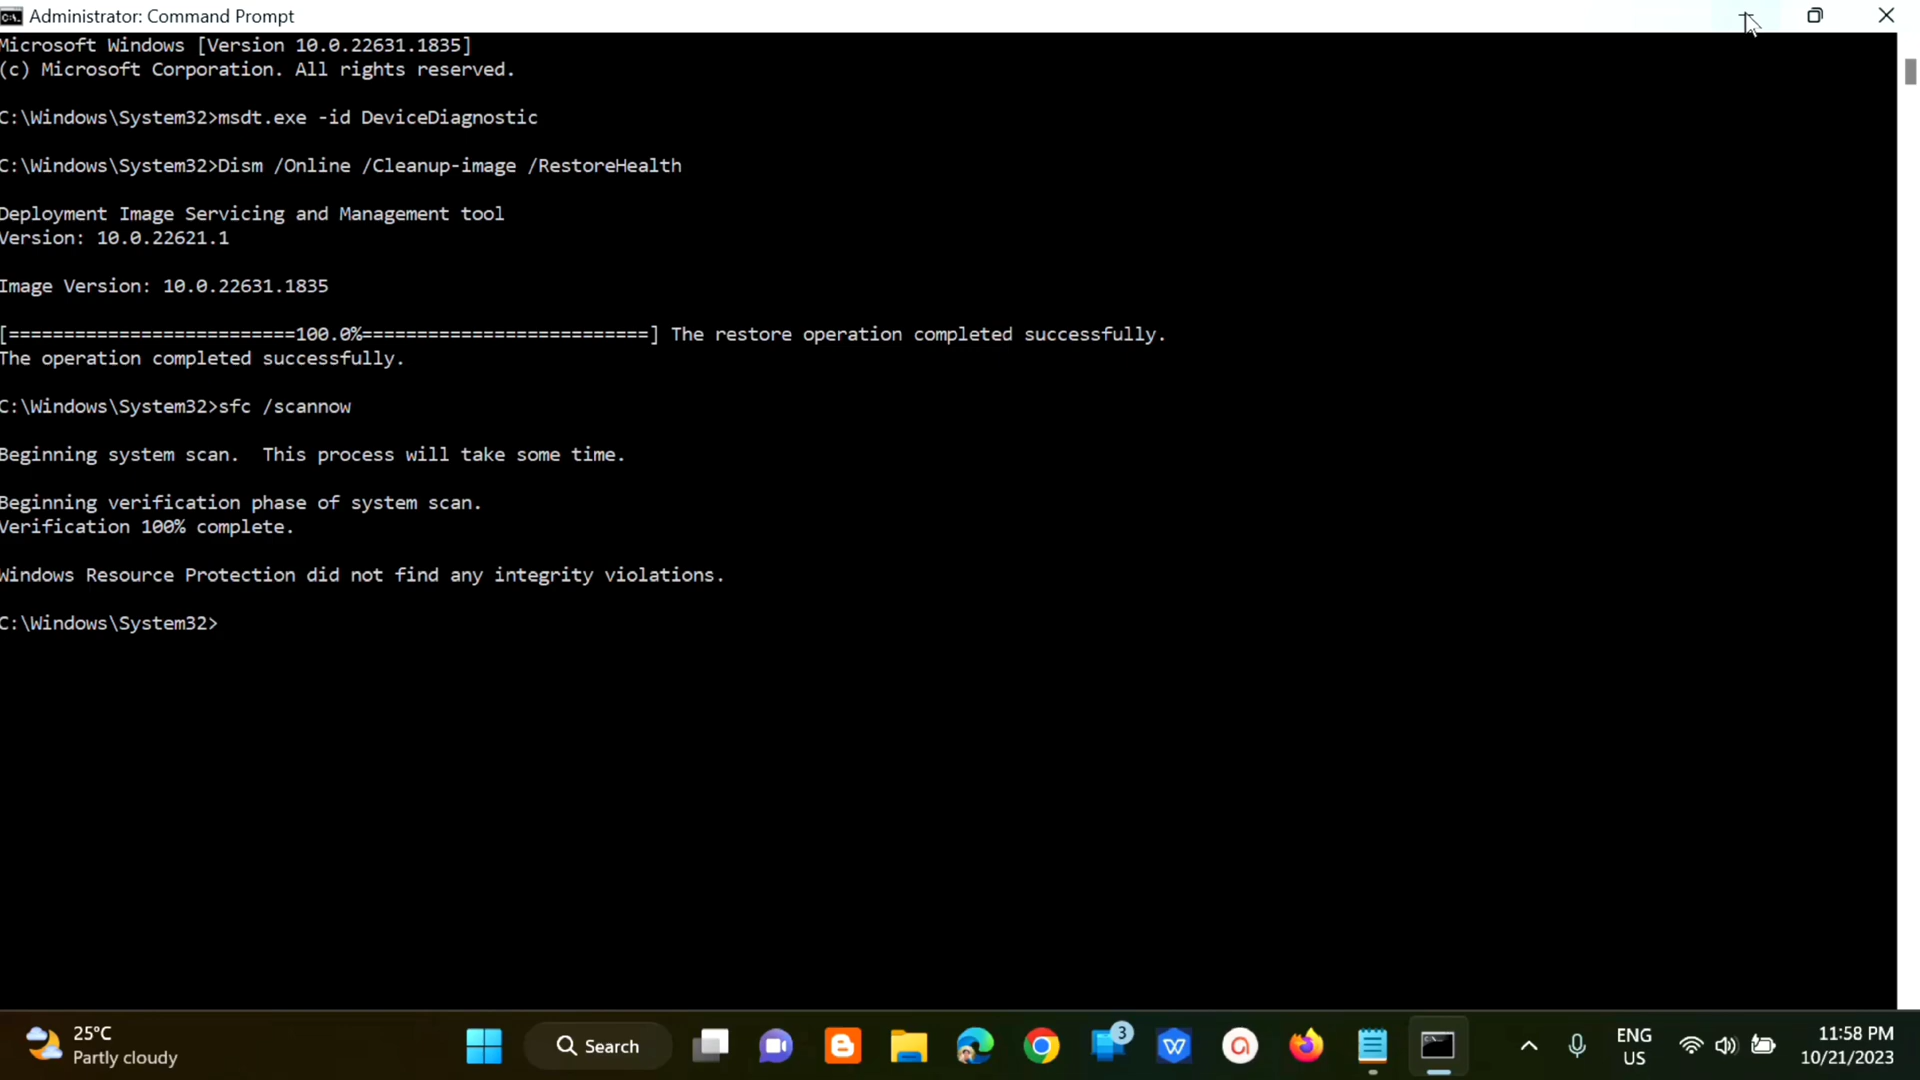 Administrator: Command Prompt
Microsoft Windows [Version 10.0.22631.1835]
(c) Microsoft Corporation. All rights reserved.
C:\Windows\System32>msdt.exe -id DeviceDiagnostic
C:\Windows\System32>Dism /Online /Cleanup-image /RestoreHealth
Deployment Image Servicing and Management tool
Version: 10.0.22621.1
Image Version: 10.0.22631.1835
[==========================100.0%==========================] The restore operation completed successfully.
The operation completed successfully.
C:\Windows\System32>sfc /scannow
Beginning system scan.  This process will take some time.
Beginning verification phase of system scan.
Verification 100% complete.
Windows Resource Protection did not find any integrity violations.
C:\Windows\System32>
25°C
Partly cloudy
Search
3
ENG
US
11:58 PM
10/21/2023